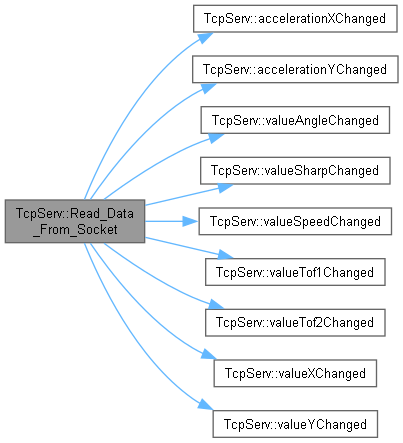 TcpServ::accelerationXChanged
TcpServ::accelerationYChanged
TcpServ::valueAngleChanged
TcpServ::valueSharpChanged
TcpServ::Read_Data
_From_Socket
TcpServ::valueSpeedChanged
TcpServ::valueTof1Changed
TcpServ::valueTof2Changed
TcpServ::valueXChanged
TcpServ::valueYChanged